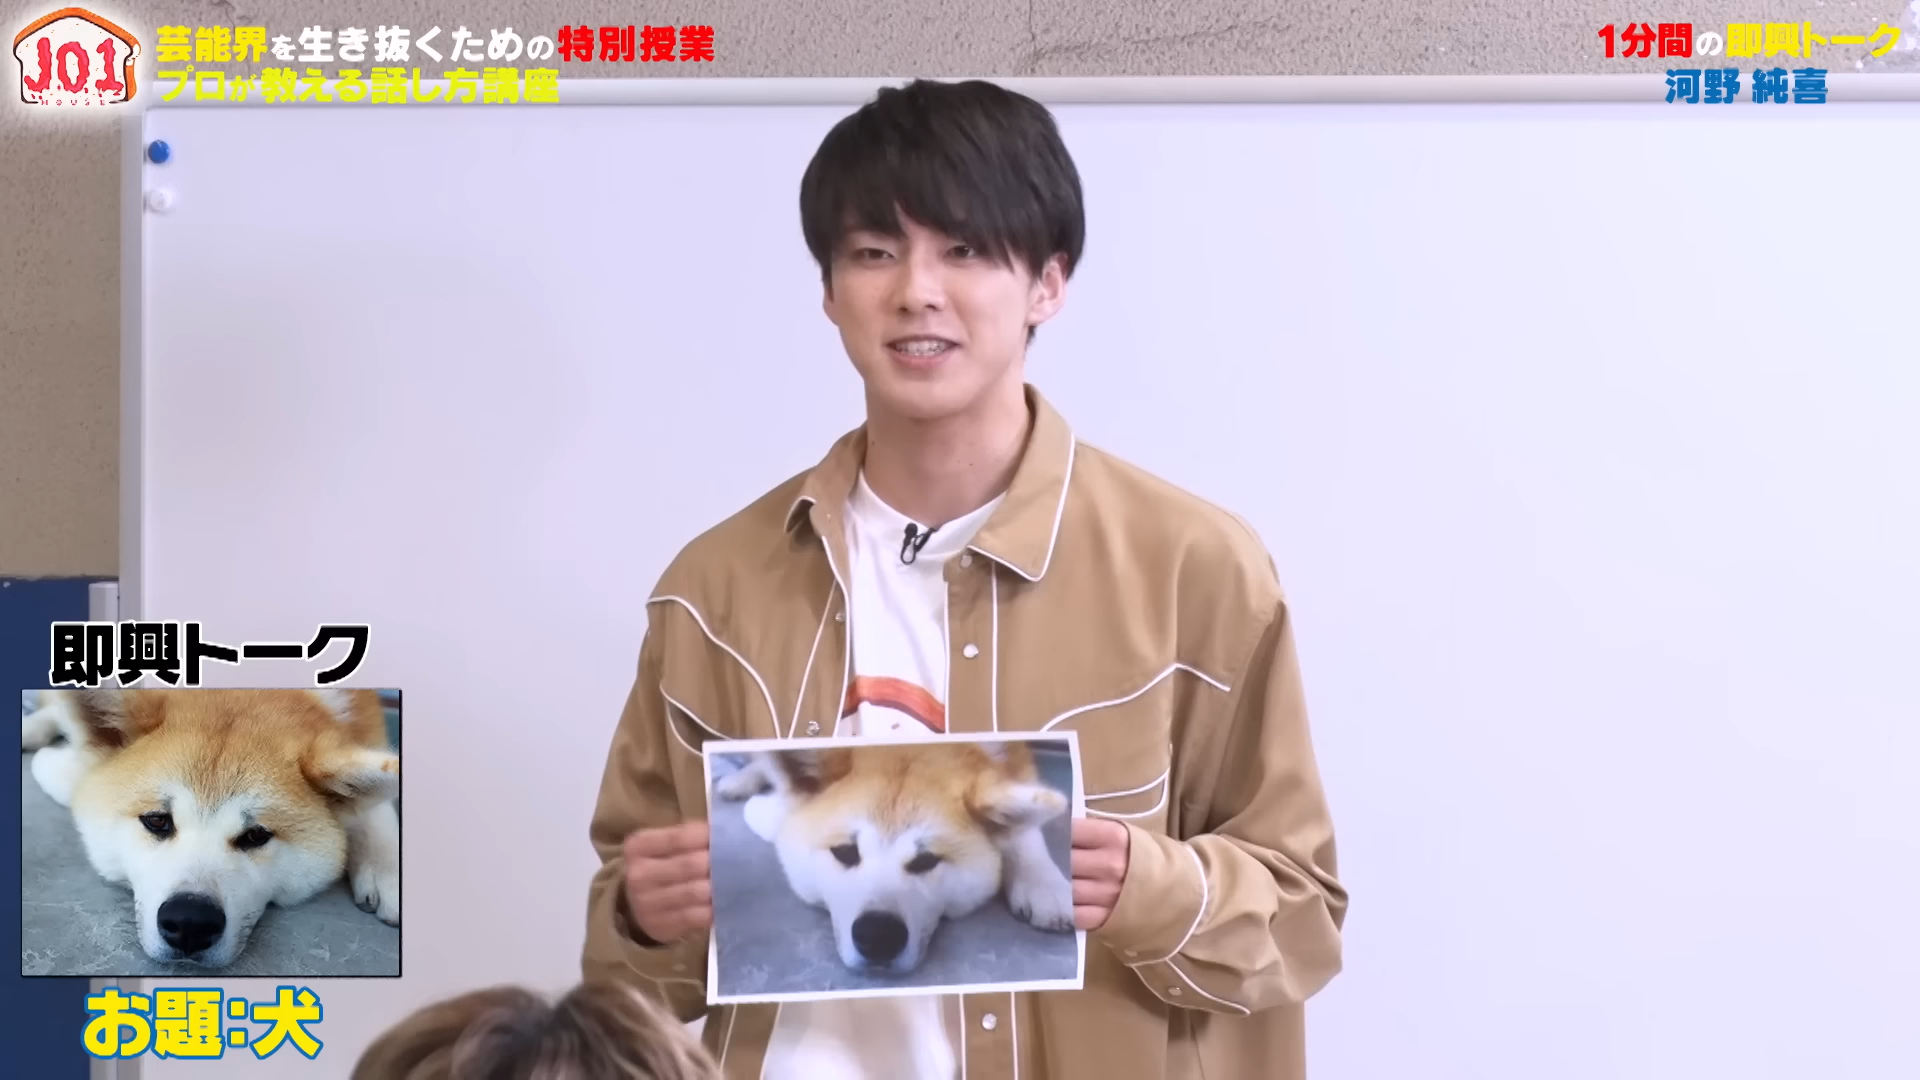 JO1
HOUSE
芸能界を生き抜くための特別授業
プロが教える話し方講座
1分間の即興トーク
河野 純喜
即興トーク
お題:犬